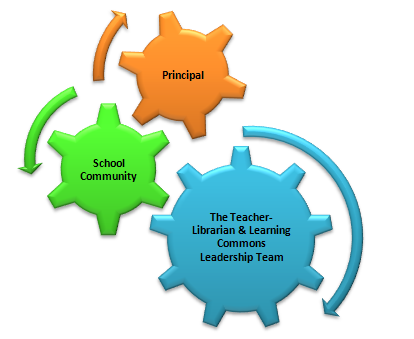 Principal
School
Community
The Teacher-
Librarian & Learning
Commons
Leadership Team